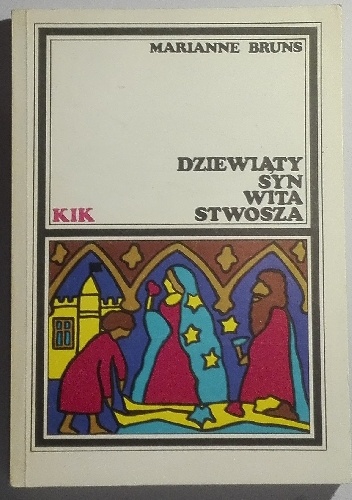 MARIANNE BRUNS
DZIEWIĄTY
SYN
WITA
STWOSZA
KIK